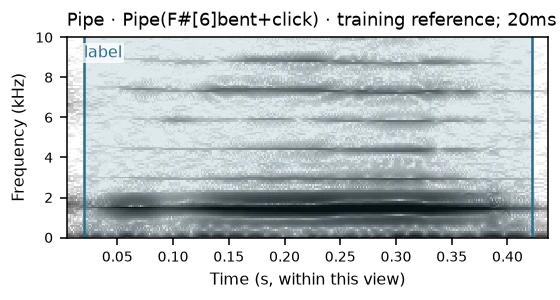 Pipe · Pipe(F#[6]bent+click) · training reference; 20ms
label
10
8
6
4
2
0
Frequency (kHz)
0.05 0.10 0.15 0.20 0.25 0.30 0.35 0.40
Time (s, within this view)